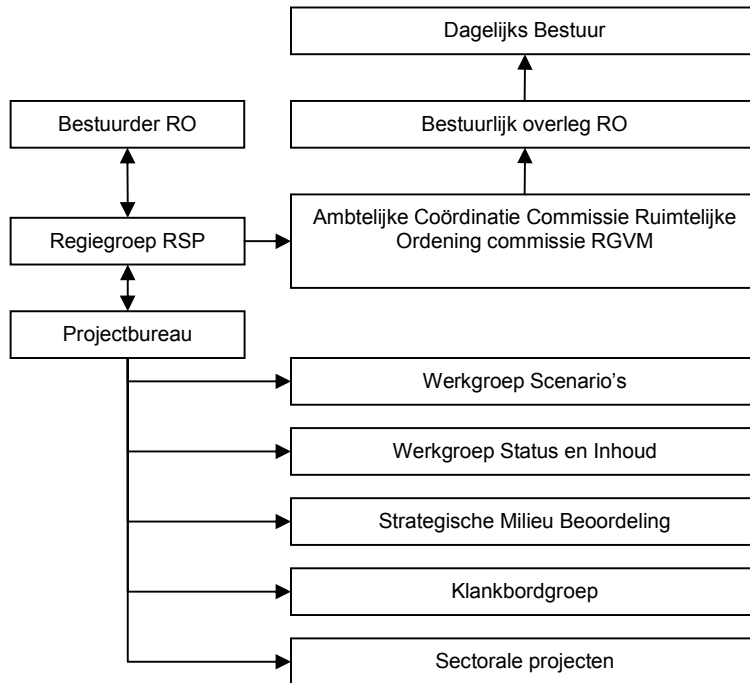 Dagelijks Bestuur
Bestuurder RO
Bestuurlijk overleg RO
Regiegroep RSP
Ambtelijke Coördinatie Commissie Ruimtelijke
Ordening commissie RGVM
Projectbureau
Werkgroep Scenario’s
Werkgroep Status en Inhoud
Strategische Milieu Beoordeling
Klankbordgroep
Sectorale projecten